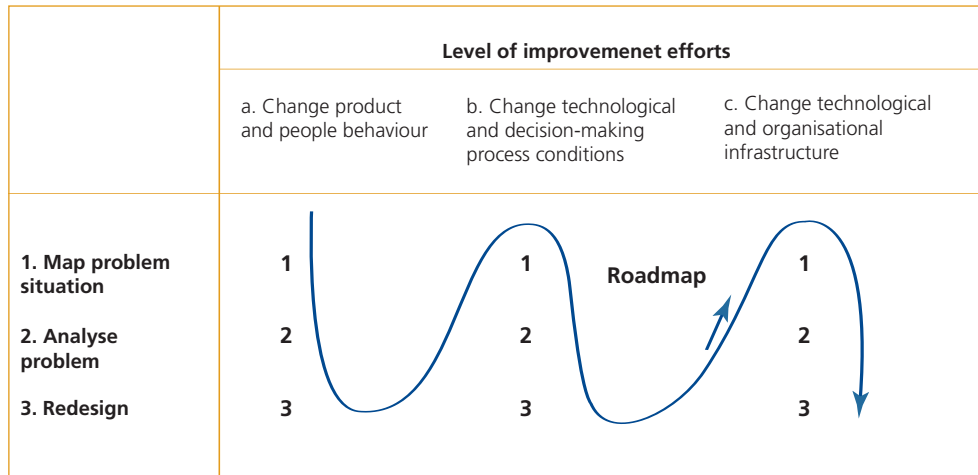 Level of improvemenet efforts
a. Change product
and people behaviour
b. Change technological
and decision-making
process conditions
c. Change technological
and organisational
infrastructure
1. Map problem
situation
1
1
Roadmap
1
2. Analyse
problem
2
2
2
3. Redesign
3
3
3